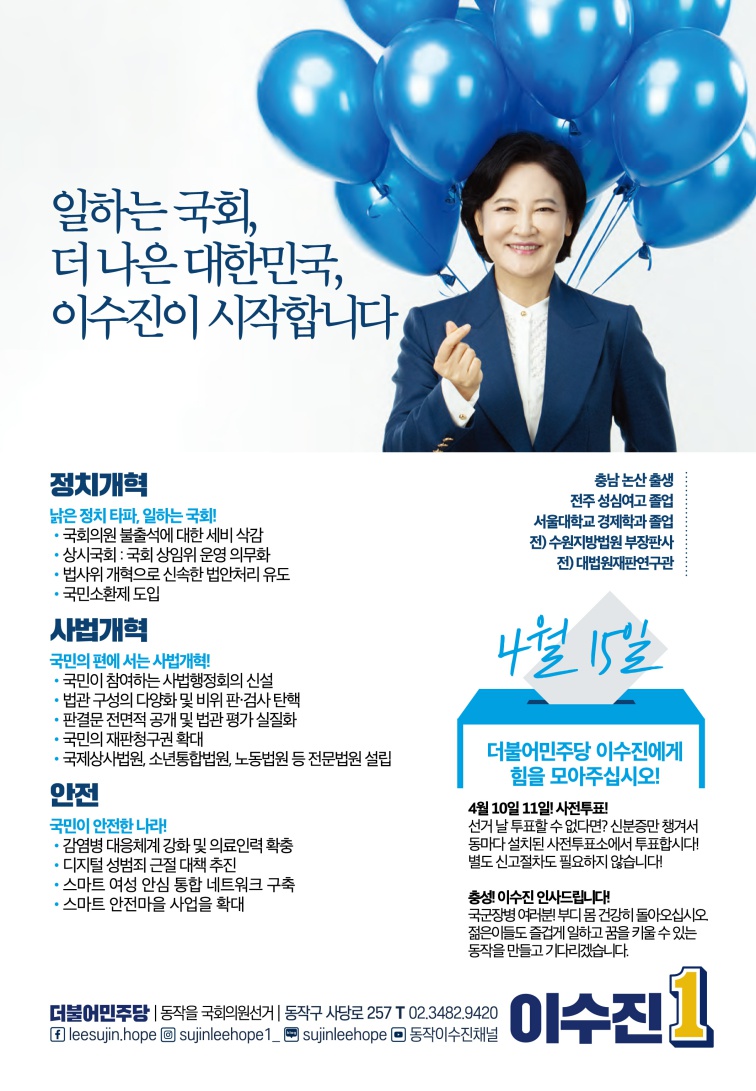 일하는 국회,
더 나은 대한민국,
이수진이 시작합니다
정치개혁
낡은 정치 타파, 일하는 국회!
• 국회의원 불출석에 대한 세비 삭감
• 상시국회 : 국회 상임위 운영 의무화
• 법사위 개혁으로 신속한 법안처리 유도
• 국민소환제 도입
사법개혁
국민의 편에 서는 사법개혁!
• 국민이 참여하는 사법행정회의 신설
• 법관 구성의 다양화 및 비위 판·검사 탄핵
• 판결문 전면적 공개 및 법관 평가 실질화
• 국민의 재판청구권 확대
• 국제상사법원, 소년통합법원, 노동법원 등 전문법원 설립
안전
국민이 안전한 나라!
• 감염병 대응체계 강화 및 의료인력 확충
• 디지털 성범죄 근절 대책 추진
• 스마트 여성 안심 통합 네트워크 구축
• 스마트 안전마을 사업을 확대
충남 논산 출생
전주 성심여고 졸업
서울대학교 경제학과 졸업
전) 수원지방법원 부장판사
전) 대법원재판연구관
4월 15일
더불어민주당 이수진에게
힘을 모아주십시오!
4월 10일 11일! 사전투표!
선거 날 투표할 수 없다면? 신분증만 챙겨서
동마다 설치된 사전투표소에서 투표합시다!
별도 신고절차도 필요하지 않습니다!
충성! 이수진 인사드립니다!
국군장병 여러분! 부디 몸 건강히 돌아오십시오.
젊은이들도 즐겁게 일하고 꿈을 키울 수 있는
동작을 만들고 기다리겠습니다.
더불어민주당 | 동작을 국회의원선거 | 동작구 사당로 257 T 02.3482.9420
leesujin.hope sujinleehope1_ blog sujinleehope 동작이수진채널
이수진 1